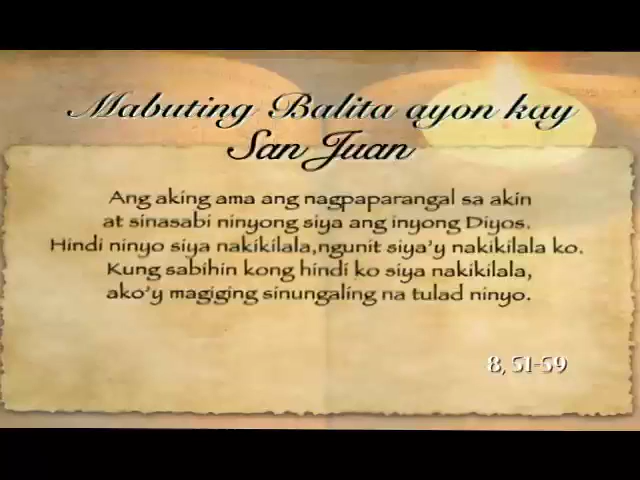 Mabuting Balita ayon kay
San Juan
Ang aking ama ang nagpaparangal sa akin
at sinasabi ninyong siya ang inyong Diyos.
Hindi ninyo siya nakikilala,ngunit siya'y nakikilala ko.
Kung sabihin kong hindi ko siya nakikilala,
ako'y magiging sinungaling na tulad ninyo.
8, 51-59